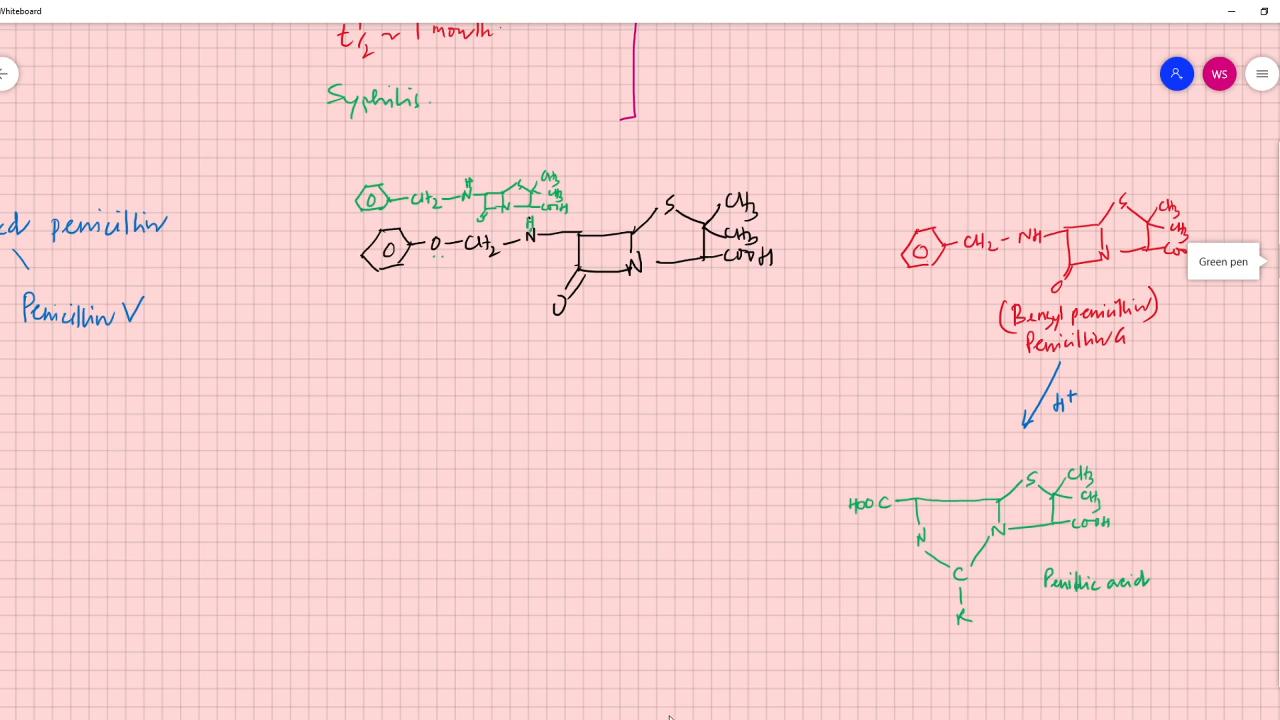 Whiteboard
t½ ~ 1 month.
WS
Syphilis.
CH2 N H S N CH3 CH3 COOH
O CH2 N H S N CH3 CH3 COOH
O
penicillin
Penicillin V
CH2 - NH S N CH3 CH3 COO
O
Green pen
(Benzyl penicillin)
Penicillin G
H+
HOOC S CH3
CH3
N N COOH
C
R
Penillic acid